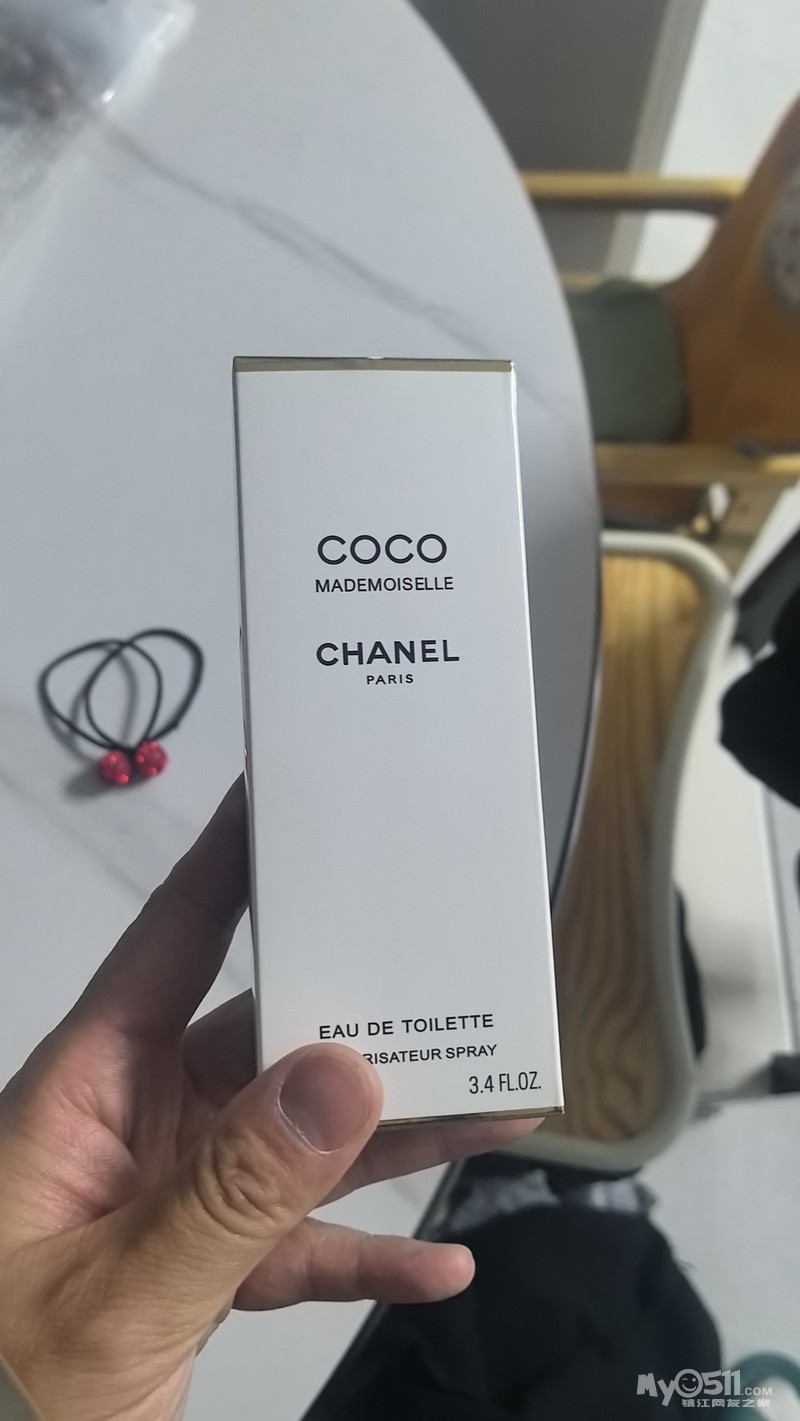 COCO
MADEMOISELLE
CHANEL
PARIS
EAU DE TOILETTE
RISATEUR SPRAY
3.4 FL.OZ.
My0511.COM
镇江网友之家